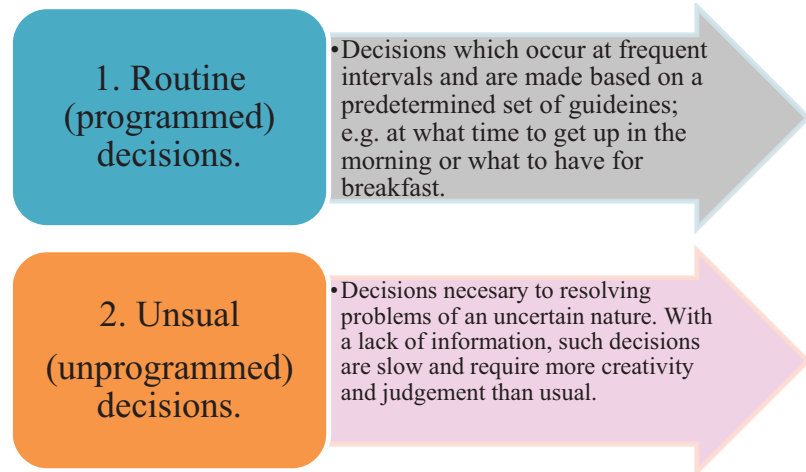 1. Routine
(programmed)
decisions.
•Decisions which occur at frequent
intervals and are made based on a
predetermined set of guideines;
e.g. at what time to get up in the
morning or what to have for
breakfast.
2. Unsual
(unprogrammed)
decisions.
•Decisions necesary to resolving
problems of an uncertain nature. With
a lack of information, such decisions
are slow and require more creativity
and judgement than usual.